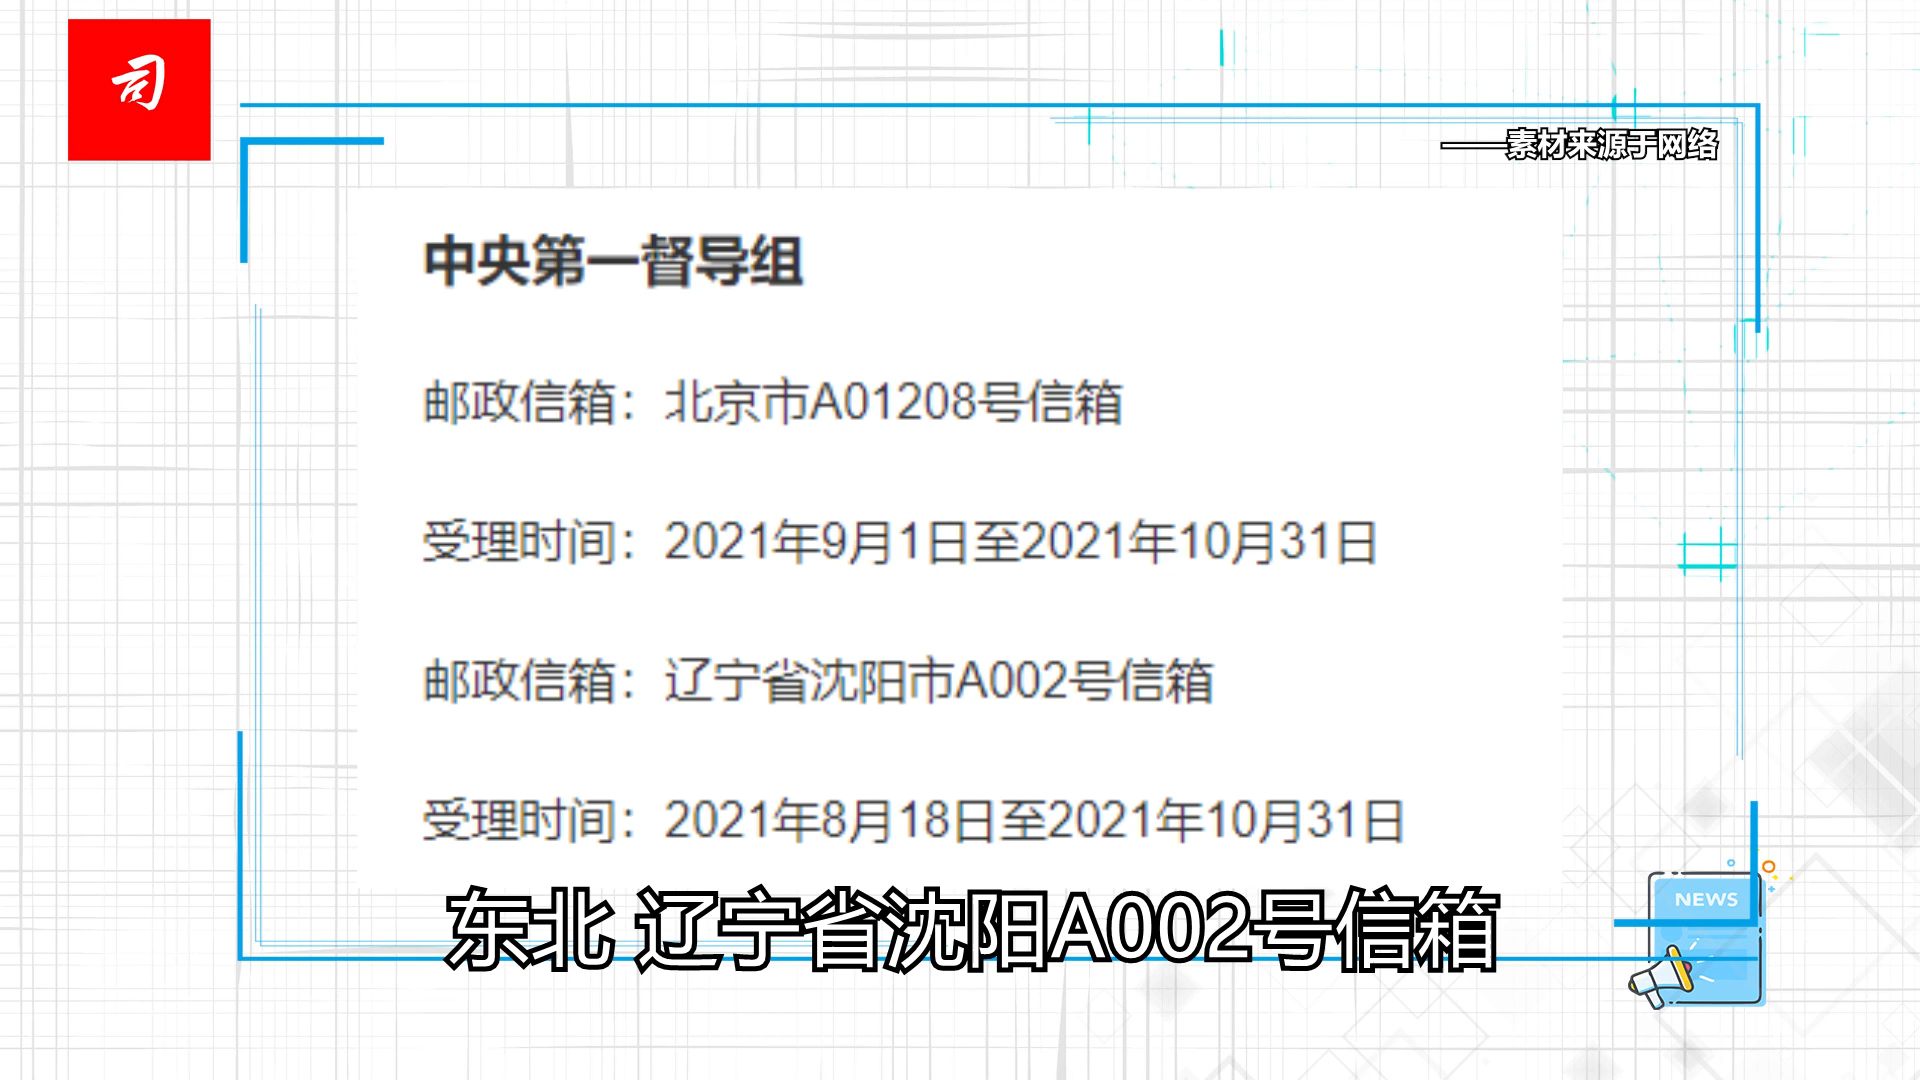 司
——素材来源于网络
中央第一督导组
邮政信箱：北京市A01208号信箱
受理时间：2021年9月1日至2021年10月31日
邮政信箱：辽宁省沈阳市A002号信箱
受理时间：2021年8月18日至2021年10月31日
东北 辽宁省沈阳A002号信箱
NEWS